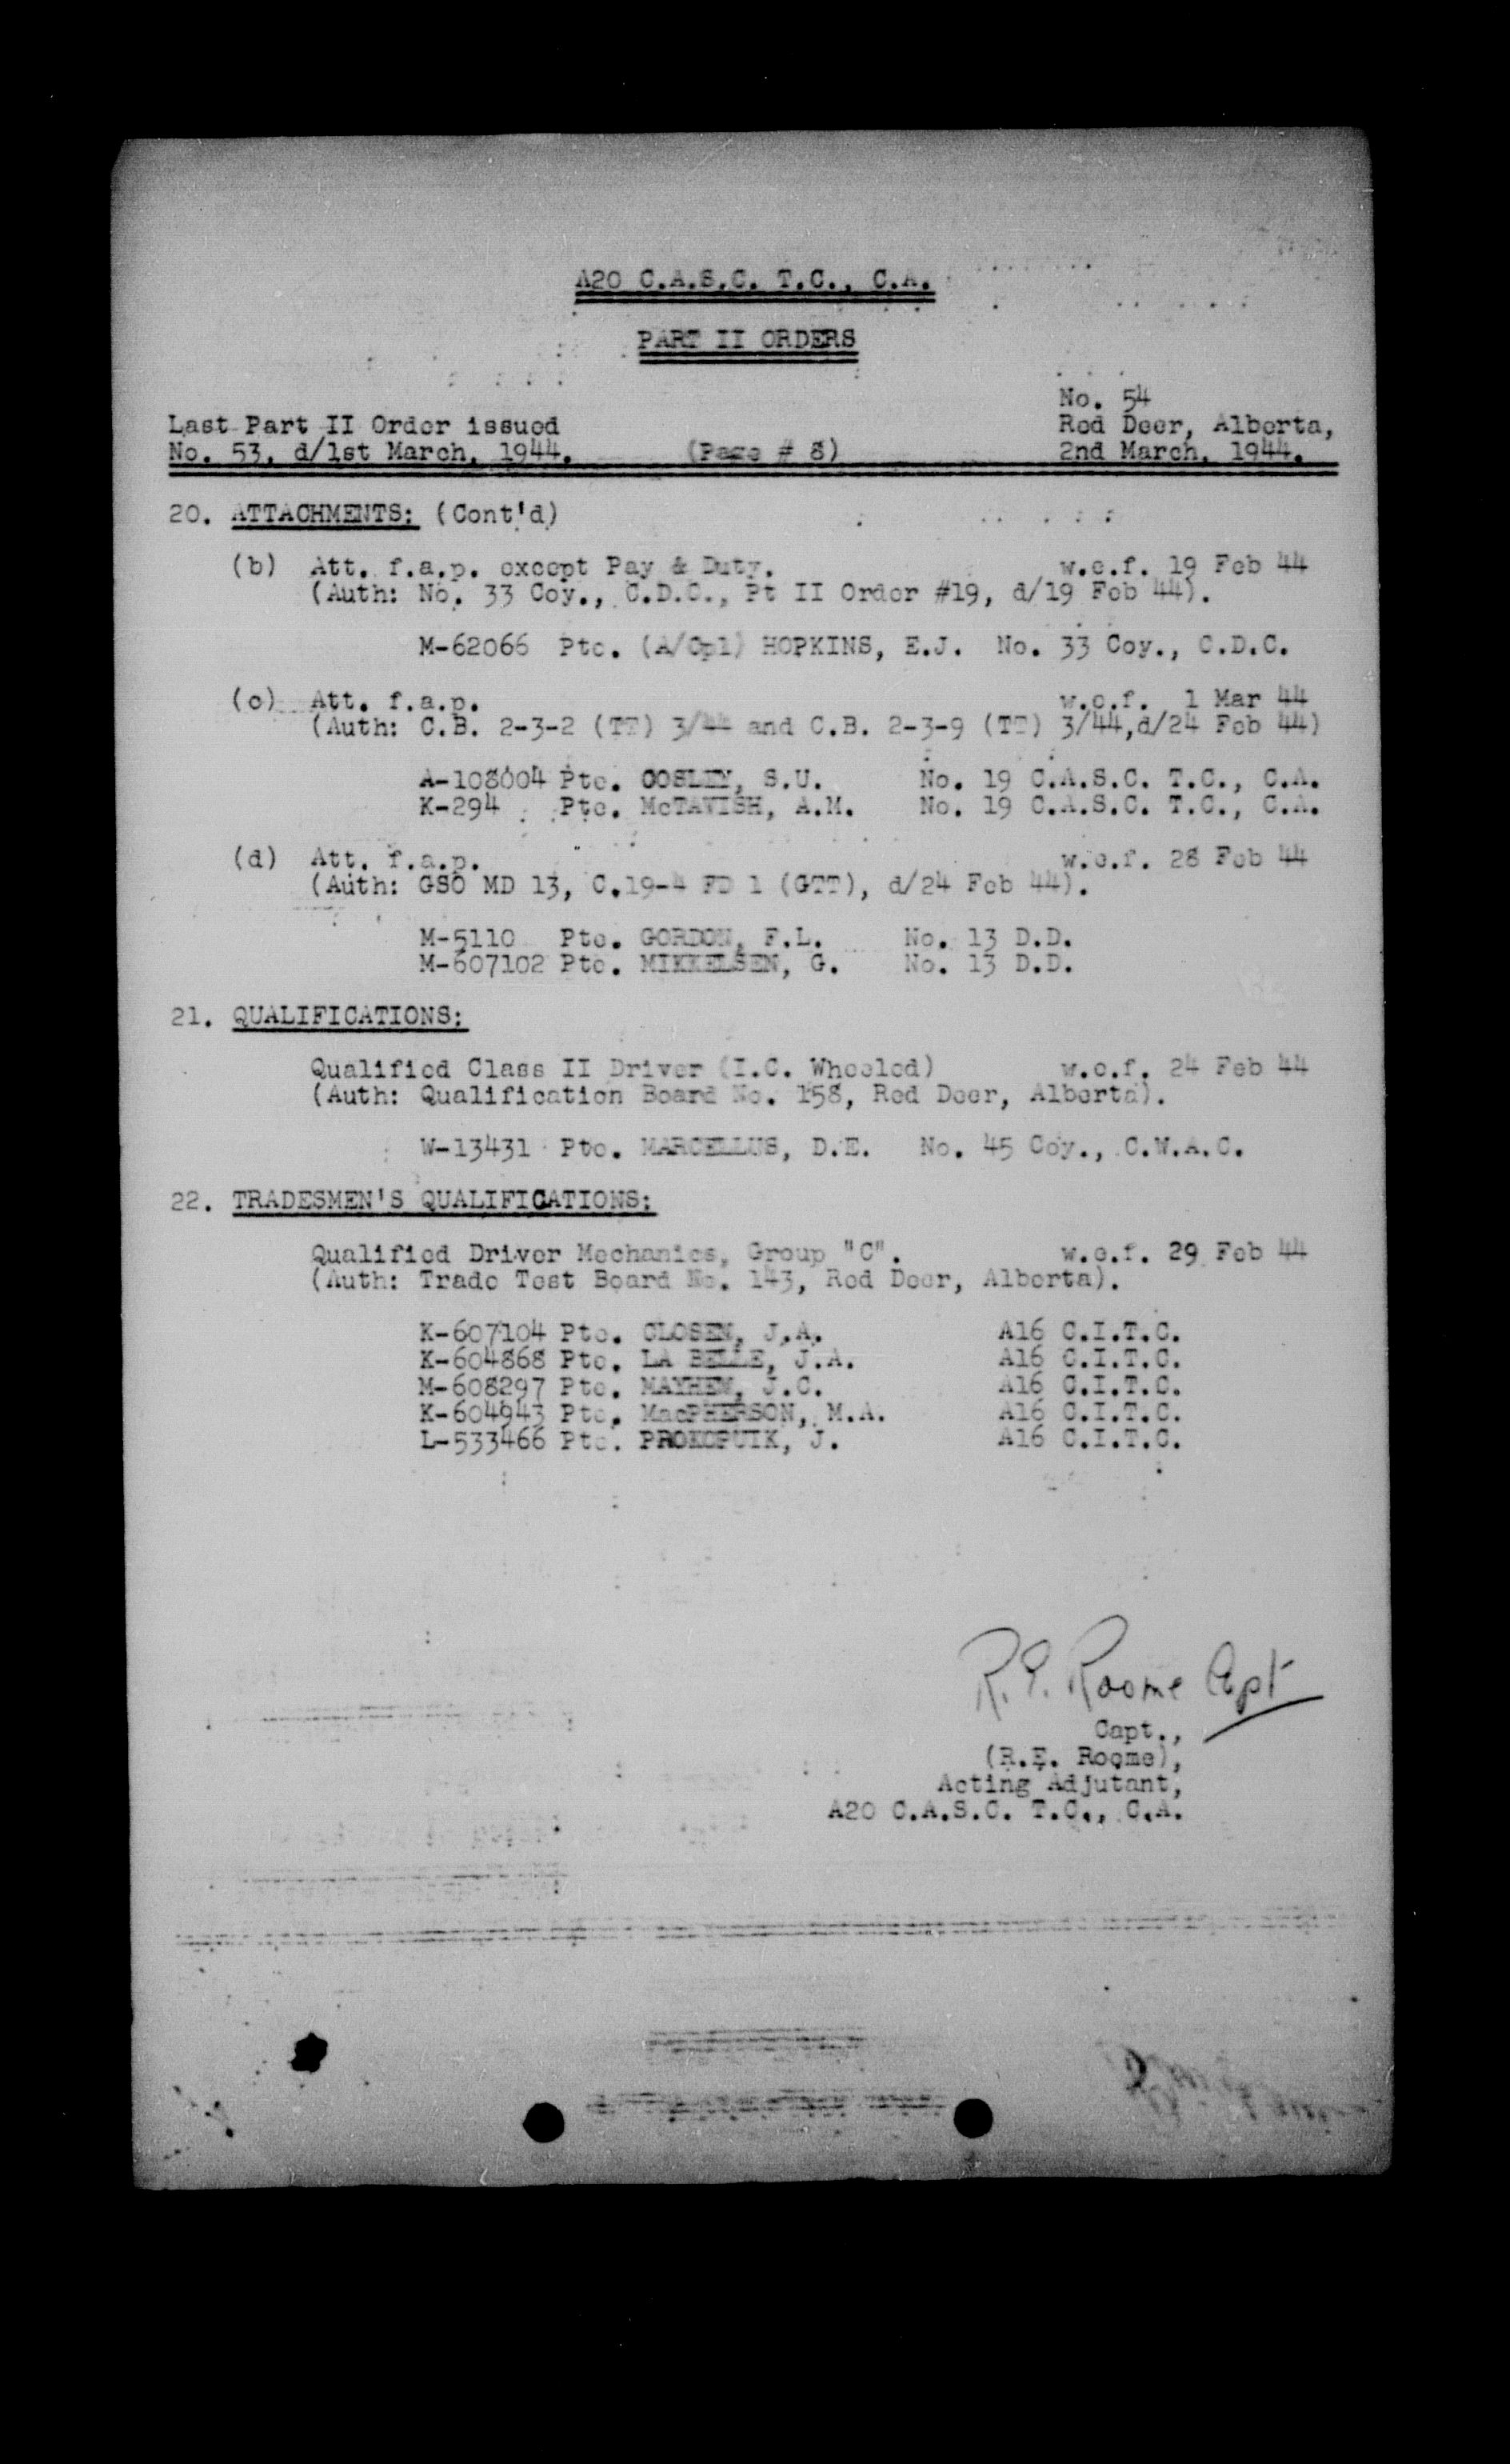 A20 C.A.S.C. T.C., C.A.
PART II ORDERS
No. 54
Last Part II Order issued Red Deer, Alberta,
No. 53, d/1st March, 1944. (Page # 8) 2nd March, 1944.
20. ATTACHMENTS: (Cont'd)
(b) Att. f.a.p. except Pay & Duty. w.e.f. 19 Feb 44
(Auth: No. 33 Coy., C.D.C., Pt II Order #19, d/19 Feb 44).
M-62066 Pte. (A/Cpl) HOPKINS, E.J. No. 33 Coy., C.D.C.
(c) Att. f.a.p. w.e.f. 1 Mar 44
(Auth: C.B. 2-3-2 (TT) 3/44 and C.B. 2-3-9 (TT) 3/44,d/24 Feb 44)
A-108004 Pte. COSLEY, S.U. No. 19 C.A.S.C. T.C., C.A.
K-294 Pte. McTAVISH, A.M. No. 19 C.A.S.C. T.C., C.A.
(d) Att. f.a.p. w.e.f. 28 Feb 44
(Auth: GSO MD 13, C.19-4 FD 1 (GTT), d/24 Feb 44).
M-5110 Pte. GORDON, F.L. No. 13 D.D.
M-607102 Pte. MIKKELSEN, G. No. 13 D.D.
21. QUALIFICATIONS:
Qualified Class II Driver (I.C. Wheeled) w.e.f. 24 Feb 44
(Auth: Qualification Board No. 158, Red Deer, Alberta).
W-13431 Pte. MARCELLUS, D.E. No. 45 Coy., C.W.A.C.
22. TRADESMEN'S QUALIFICATIONS:
Qualified Driver Mechanics, Group "C". w.e.f. 29 Feb 44
(Auth: Trade Test Board No. 143, Red Deer, Alberta).
K-607104 Pte. CLOSEN, J.A. A16 C.I.T.C.
K-604868 Pte. LA BELLE, J.A. A16 C.I.T.C.
M-608297 Pte. MAYHEW, J.C. A16 C.I.T.C.
K-604943 Pte. MacPHERSON, M.A. A16 C.I.T.C.
L-533466 Pte. PROKOPUIK, J. A16 C.I.T.C.
R.E. Roome Capt
Capt.,
(R.E. Roome),
Acting Adjutant,
A20 C.A.S.C. T.C., C.A.